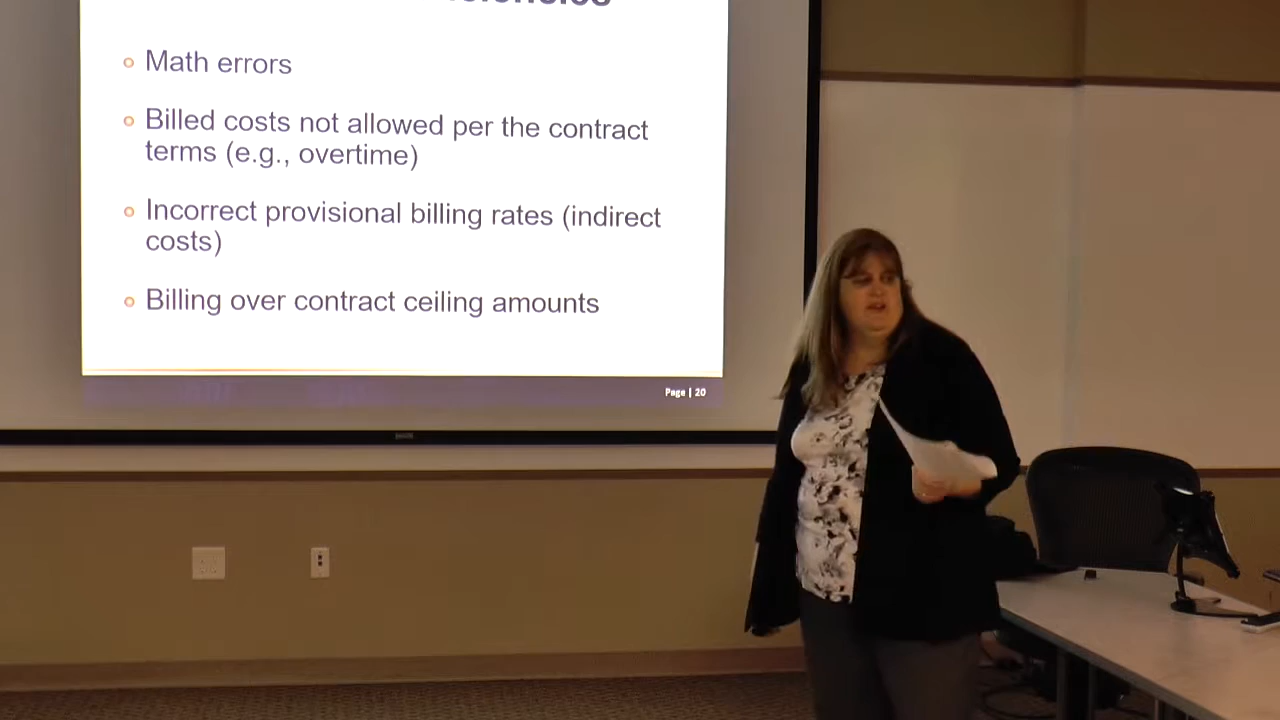 Math errors
Billed costs not allowed per the contract
terms (e.g., overtime)
Incorrect provisional billing rates (indirect
costs)
Billing over contract ceiling amounts
Page | 20